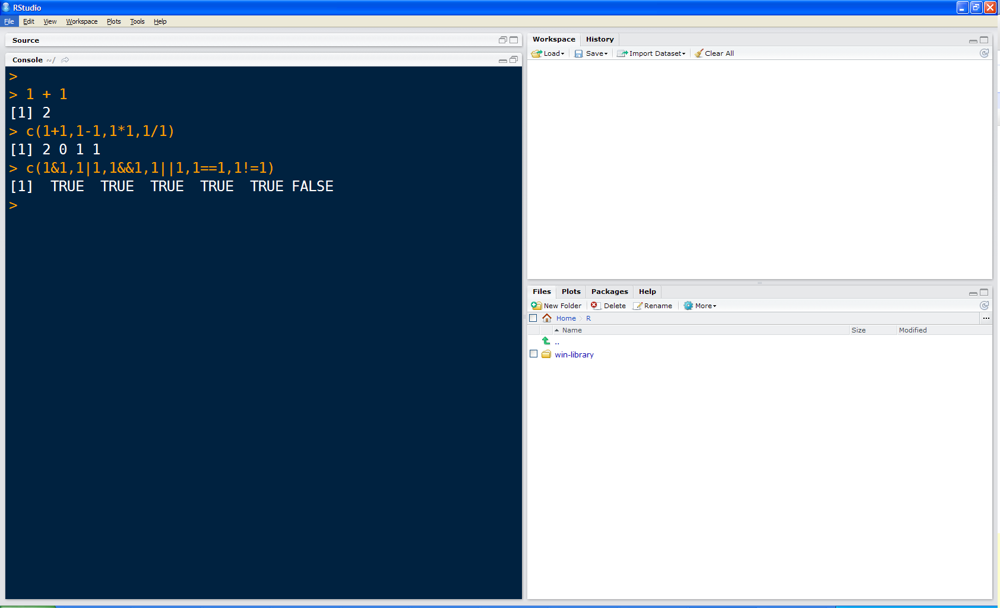 RStudio
File Edit View Workspace Plots Tools Help
Source
Console ~/
>
> 1 + 1
[1] 2
> c(1+1,1-1,1*1,1/1)
[1] 2 0 1 1
> c(1&1,1|1,1&&1,1||1,1==1,1!=1)
[1]  TRUE  TRUE  TRUE  TRUE  TRUE FALSE
>
Workspace History
Load Save Import Dataset Clear All
Files Plots Packages Help
New Folder Delete Rename More
Home R ...
Name Size Modified
..
win-library